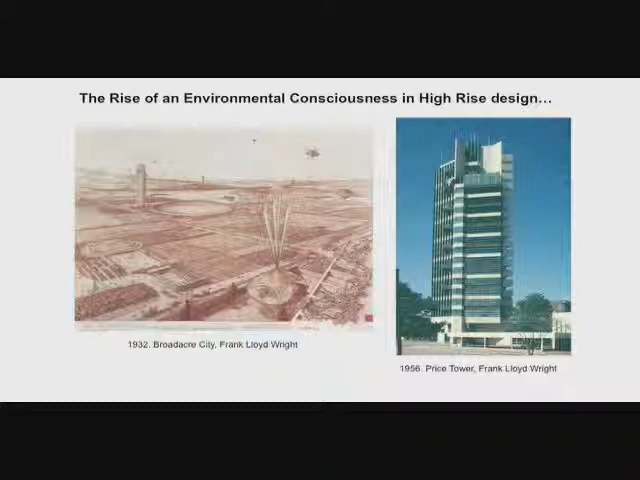 The Rise of an Environmental Consciousness in High Rise design...
1932. Broadacre City, Frank Lloyd Wright
1956. Price Tower, Frank Lloyd Wright